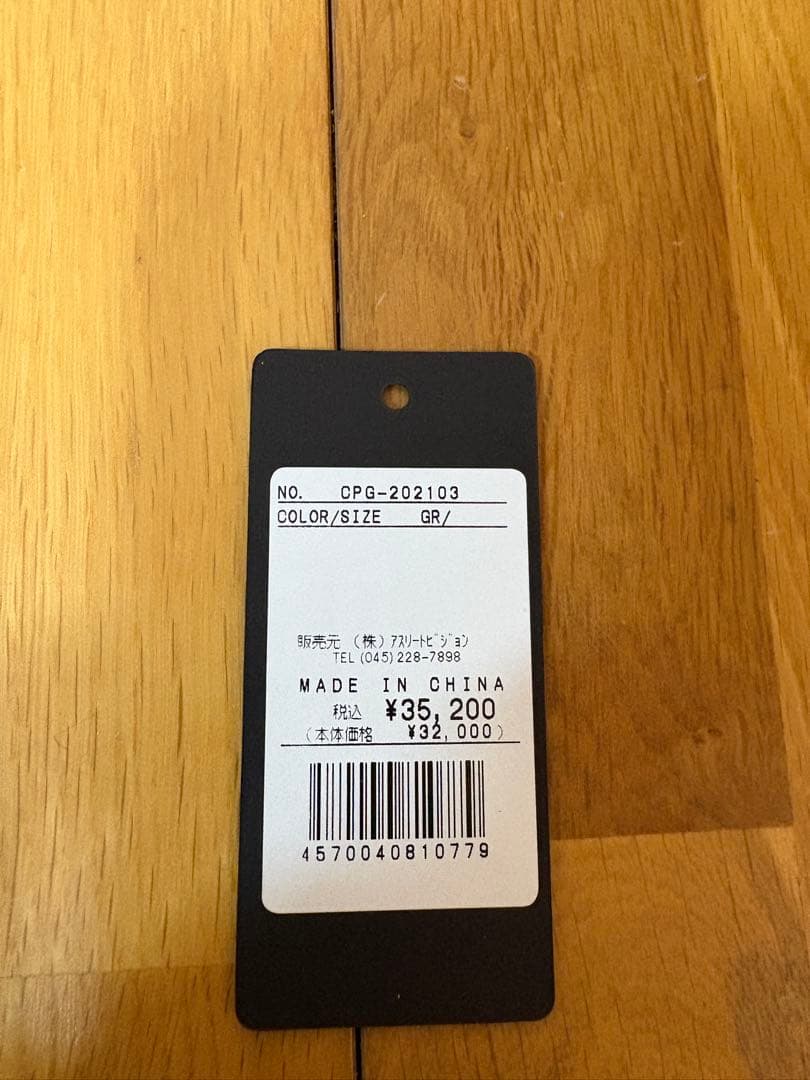 NO. CPG-202103
COLOR/SIZE GR/
販売元 (株)ｱｽﾘｰﾄﾋﾞｼﾞｮﾝ
TEL (045)228-7898
MADE IN CHINA
税込 ¥35,200
(本体価格 ¥32,000)
4570040810779